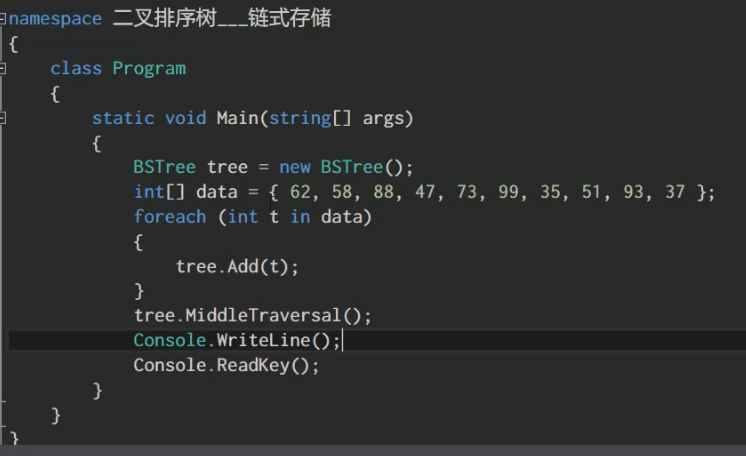 namespace 二叉排序树___链式存储
{
    class Program
    {
        static void Main(string[] args)
        {
            BSTree tree = new BSTree();
            int[] data = { 62, 58, 88, 47, 73, 99, 35, 51, 93, 37 };
            foreach (int t in data)
            {
                tree.Add(t);
            }
            tree.MiddleTraversal();
            Console.WriteLine();
            Console.ReadKey();
        }
    }
}